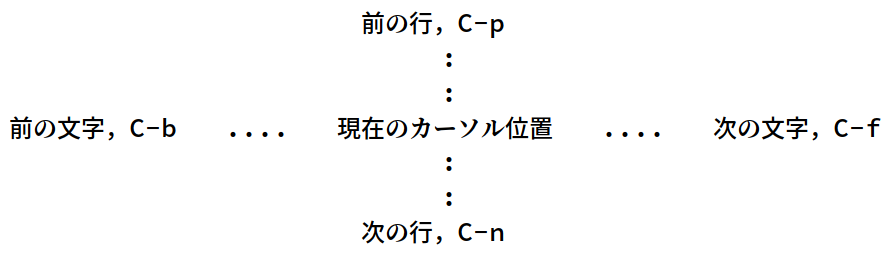 前の行，C-p
:
:
前の文字，C-b .... 現在のカーソル位置 .... 次の文字，C-f
:
:
次の行，C-n